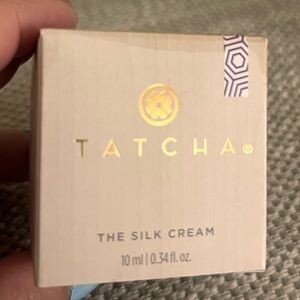 TATCHA®
THE SILK CREAM
10 ml | 0.34 fl. oz.